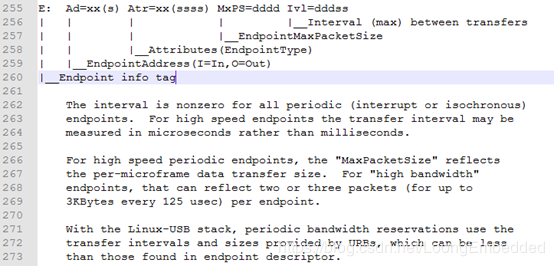 255 E:  Ad=xx(s) Atr=xx(ssss) MxPS=dddd Ivl=dddss
256 |   |        |            |         |__Interval (max) between transfers
257 |   |        |            |__EndpointMaxPacketSize
258 |   |        |__Attributes(EndpointType)
259 |   |__EndpointAddress(I=In,O=Out)
260 |__Endpoint info tag
261
262     The interval is nonzero for all periodic (interrupt or isochronous)
263     endpoints.  For high speed endpoints the transfer interval may be
264     measured in microseconds rather than milliseconds.
265
266     For high speed periodic endpoints, the "MaxPacketSize" reflects
267     the per-microframe data transfer size.  For "high bandwidth"
268     endpoints, that can reflect two or three packets (for up to
269     3KBytes every 125 usec) per endpoint.
270
271     With the Linux-USB stack, periodic bandwidth reservations use the
272     transfer intervals and sizes provided by URBs, which can be less
273     than those found in endpoint descriptor.